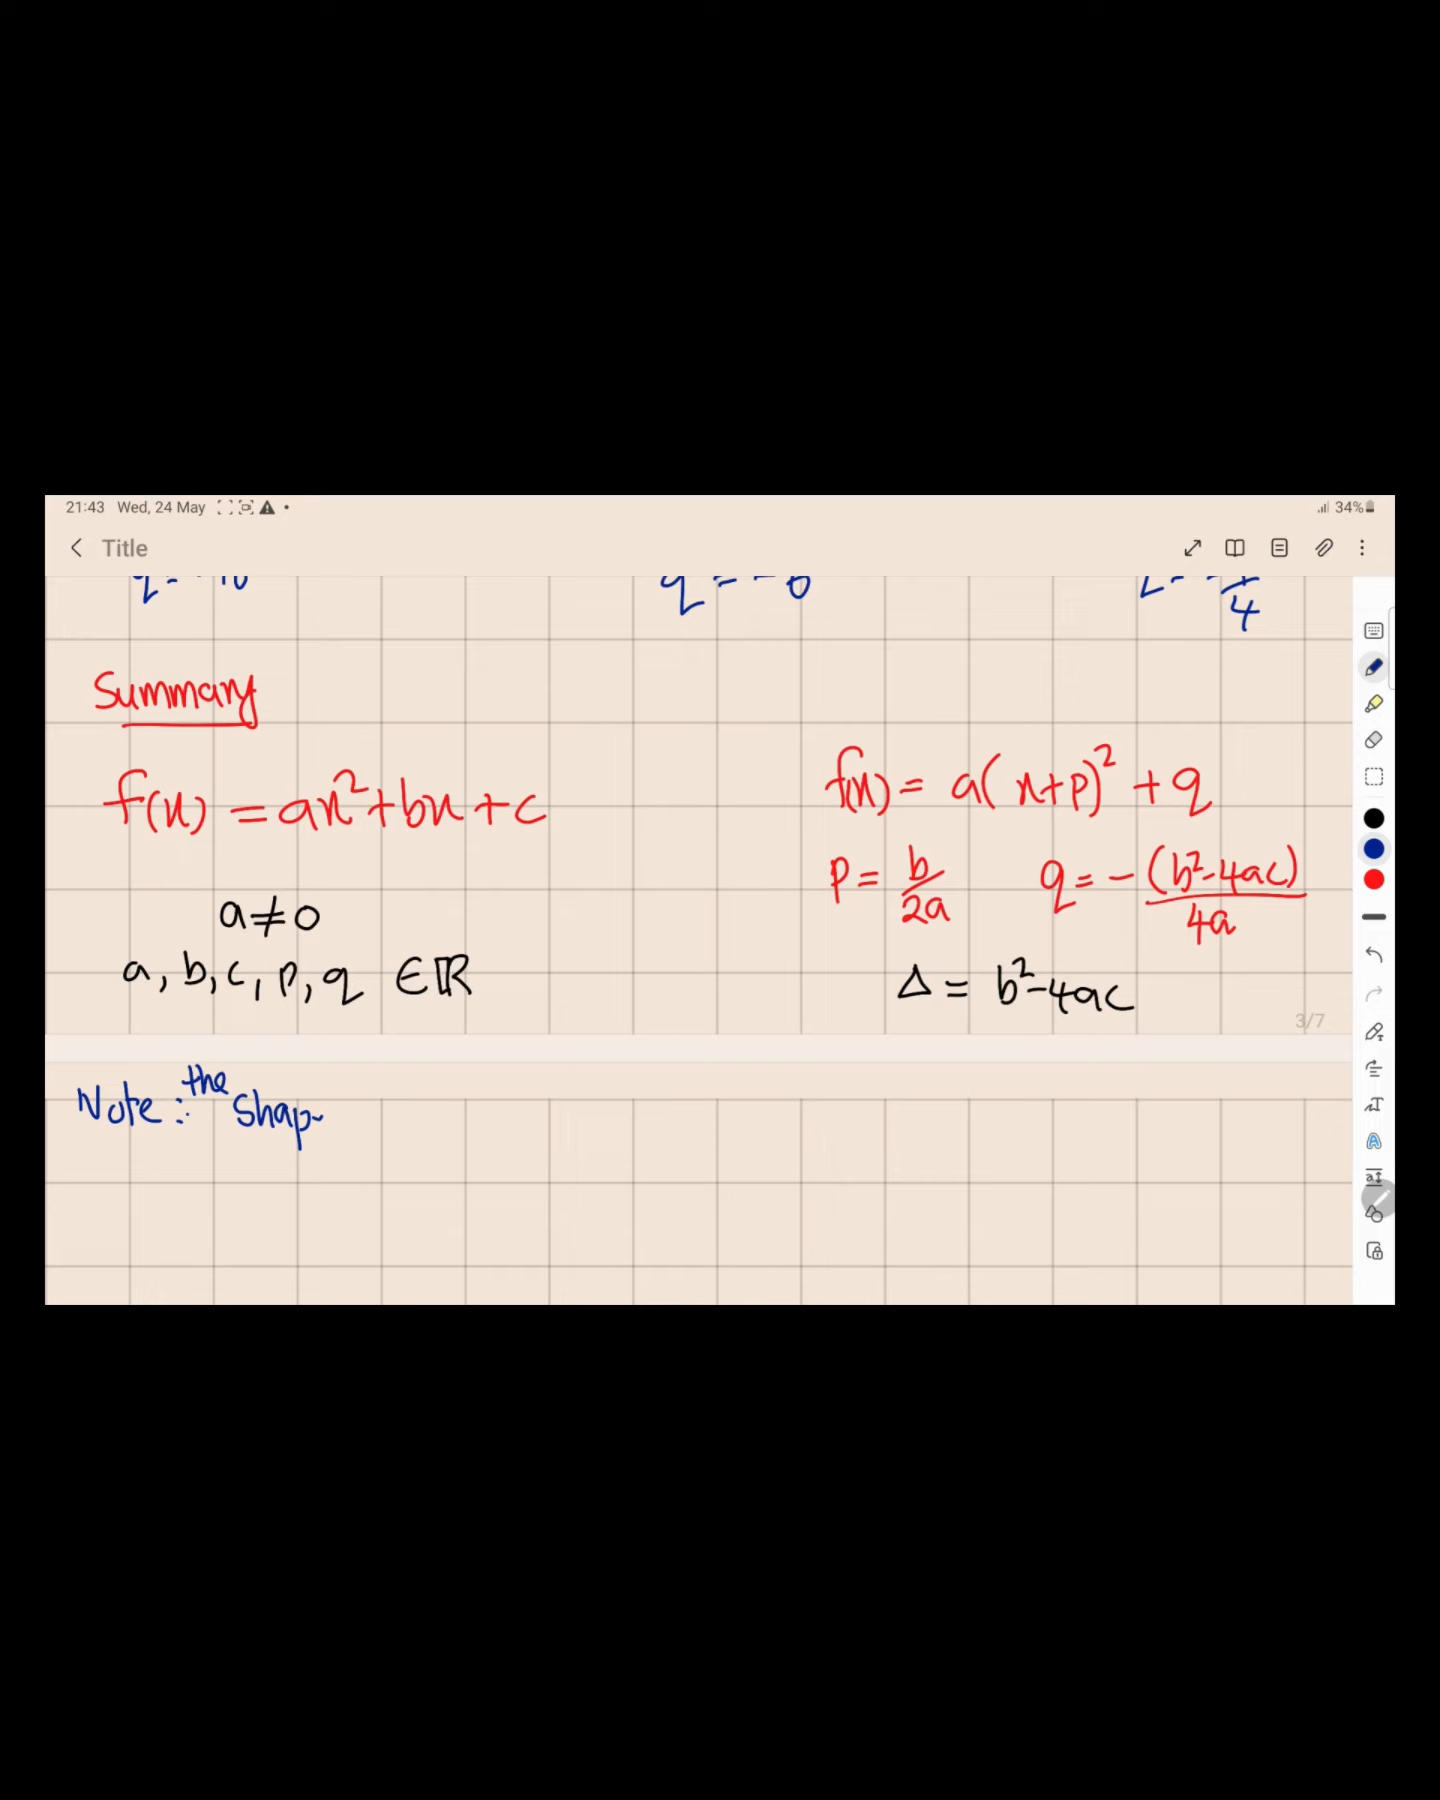 21:43 Wed, 24 May
34%
Title
Summary
f(x) = ax²+bx+c
f(x) = a(x+p)² + q
p = b/2a q = -(b²-4ac)/4a
a≠0
a, b, c, p, q ∈ℝ
Δ = b²-4ac
3/7
Note : the Shap